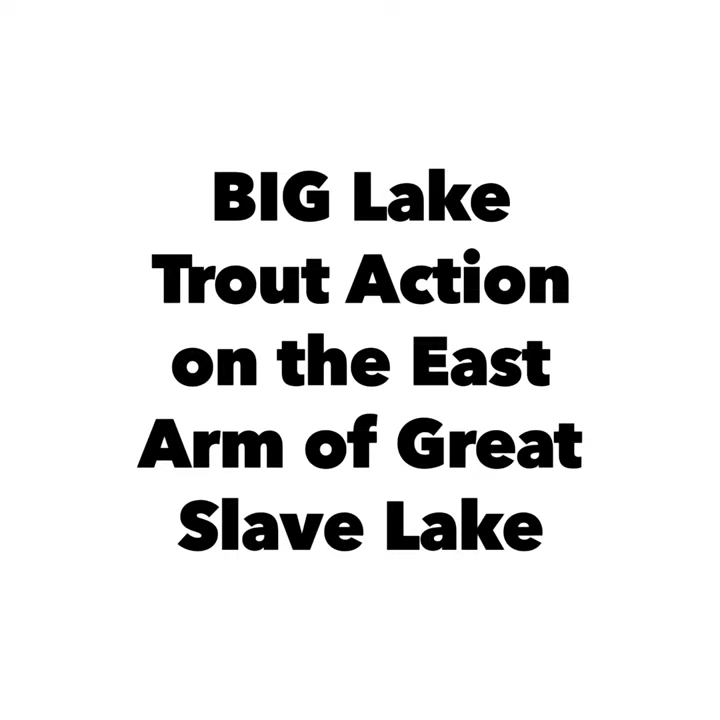 BIG Lake
Trout Action
on the East
Arm of Great
Slave Lake